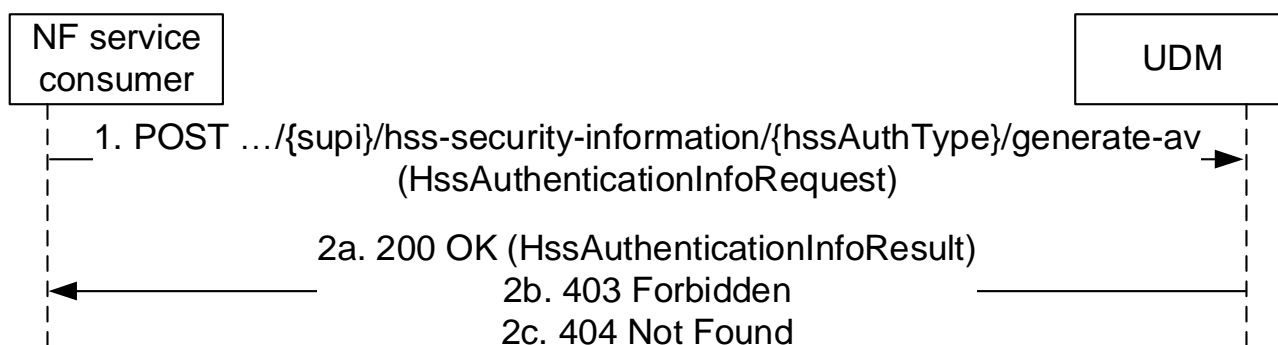 NF service
consumer
UDM
1. POST …/{supi}/hss-security-information/{hssAuthType}/generate-av
(HssAuthenticationInfoRequest)
2a. 200 OK (HssAuthenticationInfoResult)
2b. 403 Forbidden
2c. 404 Not Found